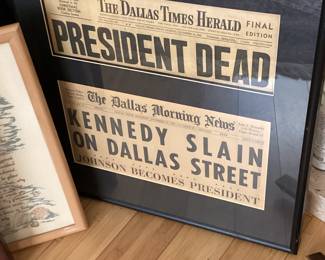 The Dallas Times Herald
FINAL
EDITION
PRESIDENT DEAD
The Dallas Morning News
KENNEDY SLAIN
ON DALLAS STREET
JOHNSON BECOMES PRESIDENT